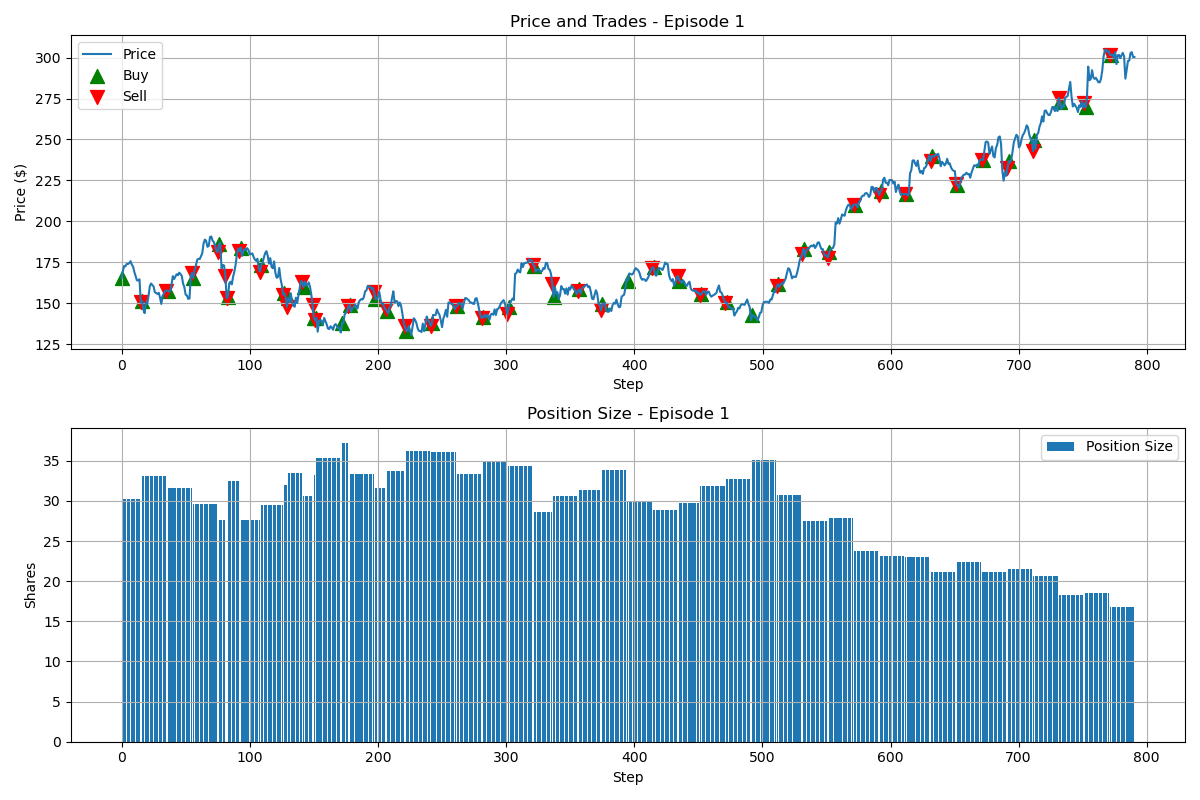 Price and Trades - Episode 1
Price
Buy
Sell
Price ($)
300
275
250
225
200
175
150
125
0 100 200 300 400 500 600 700 800
Step
Position Size - Episode 1
Position Size
Shares
35
30
25
20
15
10
5
0
0 100 200 300 400 500 600 700 800
Step